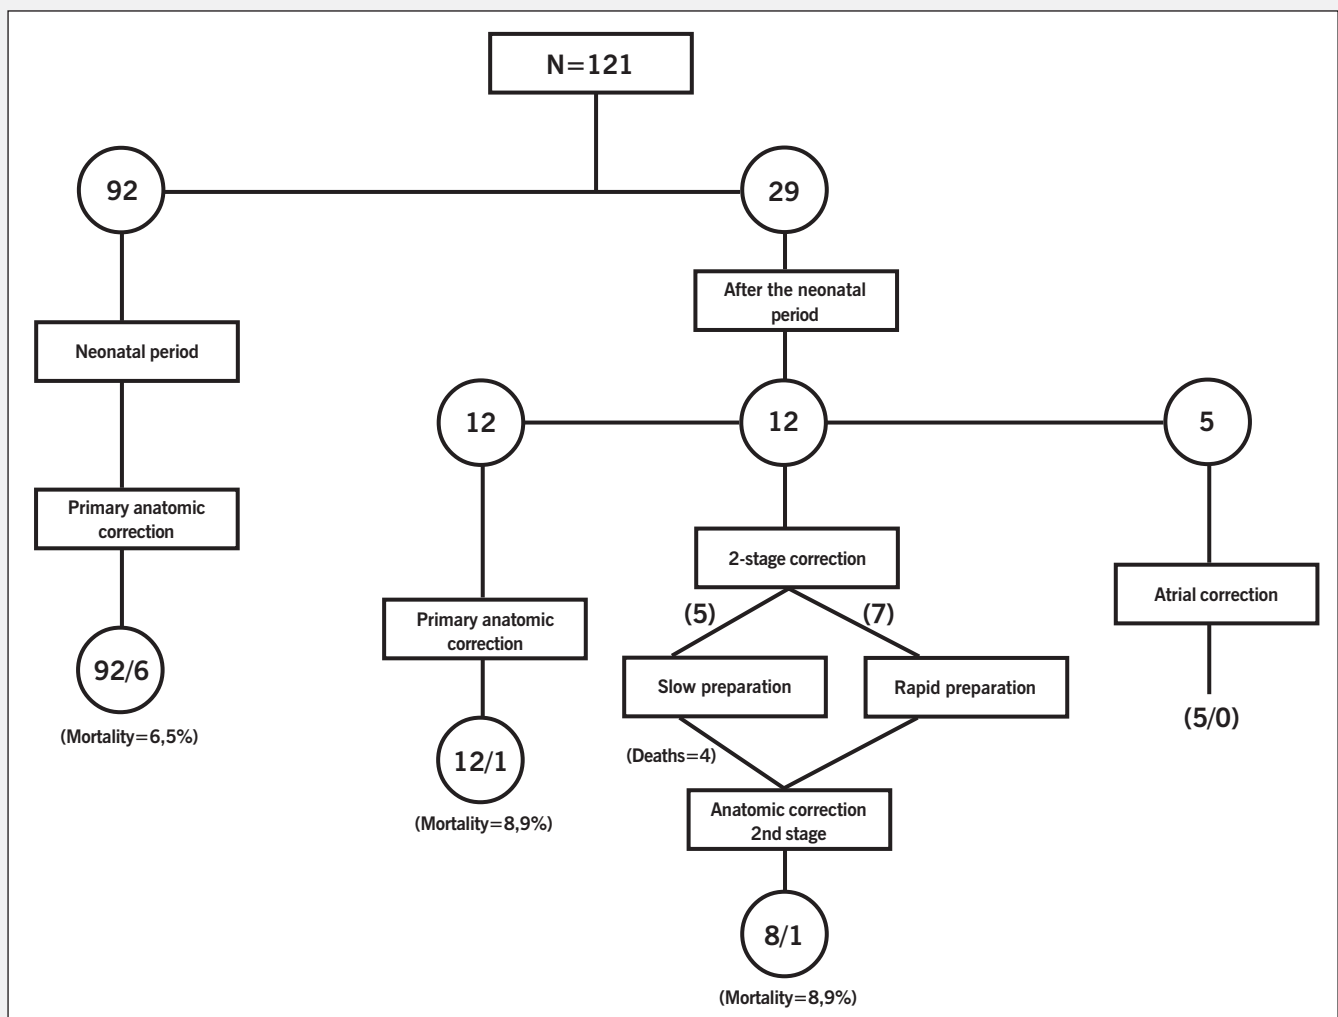 N=121
92
29
After the neonatal
period
Neonatal period
12
12
5
Primary anatomic
correction
2-stage correction
Atrial correction
(5)
(7)
Primary anatomic
correction
92/6
Slow preparation
Rapid preparation
(5/0)
(Mortality=6,5%)
12/1
(Deaths=4)
(Mortality=8,9%)
Anatomic correction
2nd stage
8/1
(Mortality=8,9%)